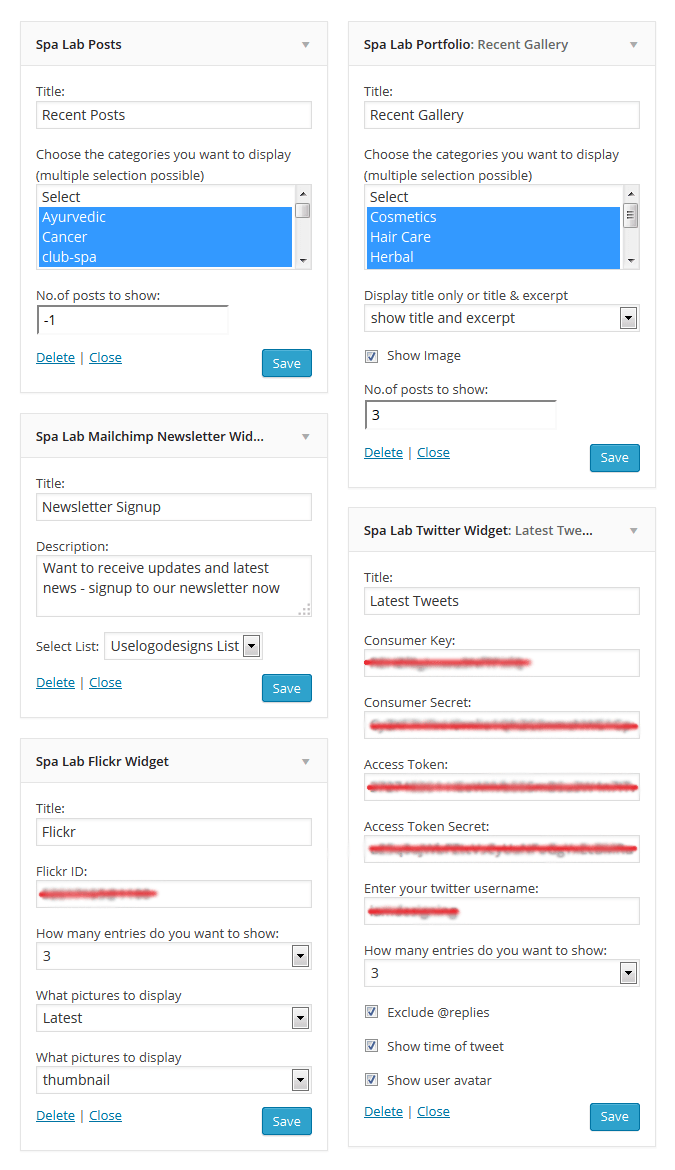 Spa Lab Posts
Title:
Recent Posts
Choose the categories you want to display
(multiple selection possible)
Select
Ayurvedic
Cancer
club-spa
No.of posts to show:
-1
Delete | Close
Save
Spa Lab Mailchimp Newsletter Wid...
Title:
Newsletter Signup
Description:
Want to receive updates and latest
news - signup to our newsletter now
Select List: Uselogodesigns List
Delete | Close
Save
Spa Lab Flickr Widget
Title:
Flickr
Flickr ID:
How many entries do you want to show:
3
What pictures to display
Latest
What pictures to display
thumbnail
Delete | Close
Save
Spa Lab Portfolio: Recent Gallery
Title:
Recent Gallery
Choose the categories you want to display
(multiple selection possible)
Select
Cosmetics
Hair Care
Herbal
Display title only or title & excerpt
show title and excerpt
Show Image
No.of posts to show:
3
Delete | Close
Save
Spa Lab Twitter Widget: Latest Twe...
Title:
Latest Tweets
Consumer Key:
Consumer Secret:
Access Token:
Access Token Secret:
Enter your twitter username:
How many entries do you want to show:
3
Exclude @replies
Show time of tweet
Show user avatar
Delete | Close
Save